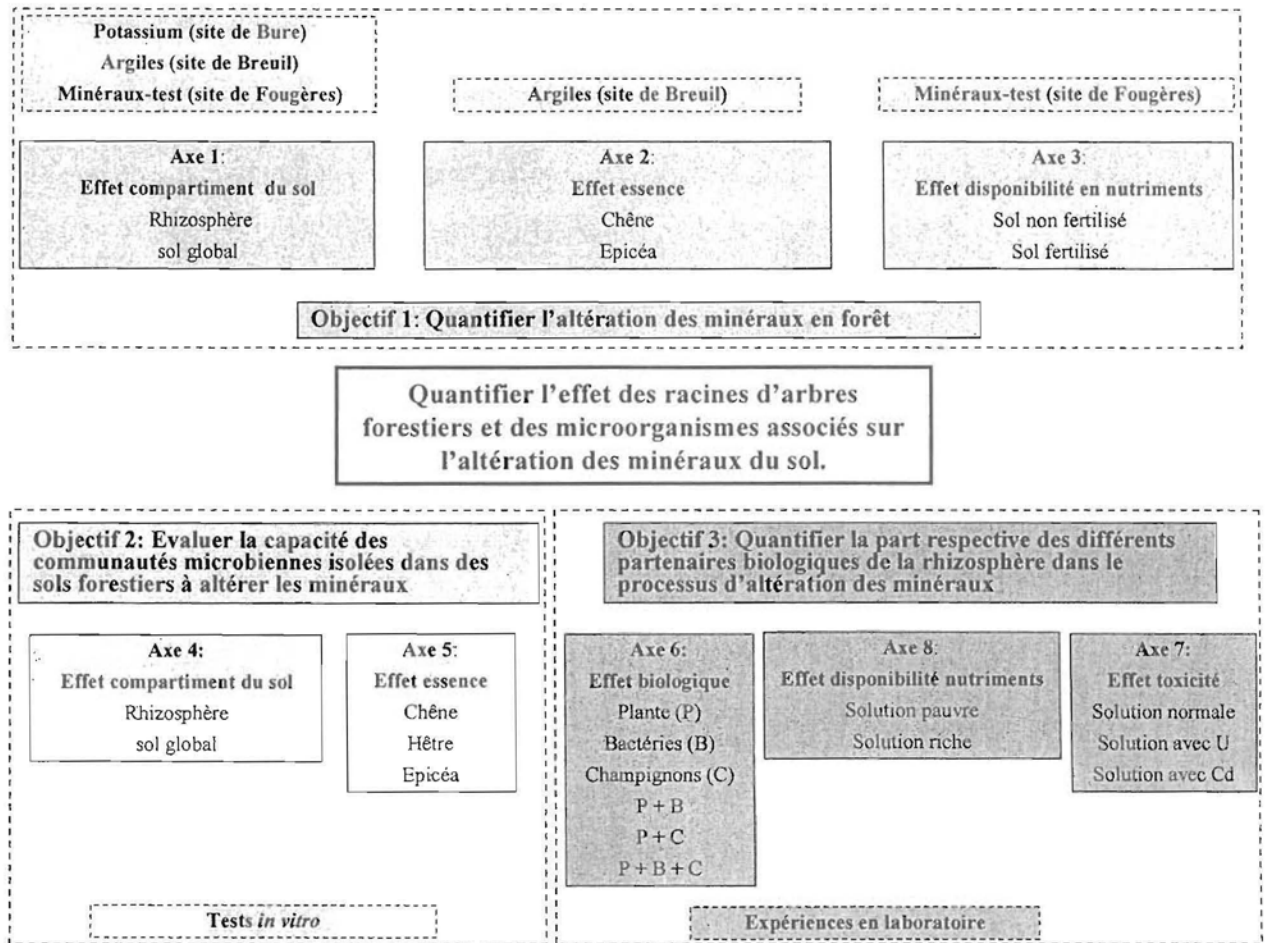 Potassium (site de Bure)
Argiles (site de Breuil)
Minéraux-test (site de Fougères)
Argiles (site de Breuil)
Minéraux-test (site de Fougères)
Axe 1:
Effet compartiment du sol
Rhizosphère
sol global
Axe 2:
Effet essence
Chêne
Epicéa
Axe 3:
Effet disponibilité en nutriments
Sol non fertilisé
Sol fertilisé
Objectif 1: Quantifier l'altération des minéraux en forêt
Quantifier l'effet des racines d'arbres
forestiers et des microorganismes associés sur
l'altération des minéraux du sol.
Objectif 2: Evaluer la capacité des
communautés microbiennes isolées dans des
sols forestiers à altérer les minéraux
Axe 4:
Effet compartiment du sol
Rhizosphère
sol global
Axe 5:
Effet essence
Chêne
Hêtre
Epicéa
Tests in vitro
Objectif 3: Quantifier la part respective des différents
partenaires biologiques de la rhizosphère dans le
processus d'altération des minéraux
Axe 6:
Effet biologique
Plante (P)
Bactéries (B)
Champignons (C)
P + B
P + C
P + B + C
Axe 8:
Effet disponibilité nutriments
Solution pauvre
Solution riche
Axe 7:
Effet toxicité
Solution normale
Solution avec U
Solution avec Cd
Expériences en laboratoire